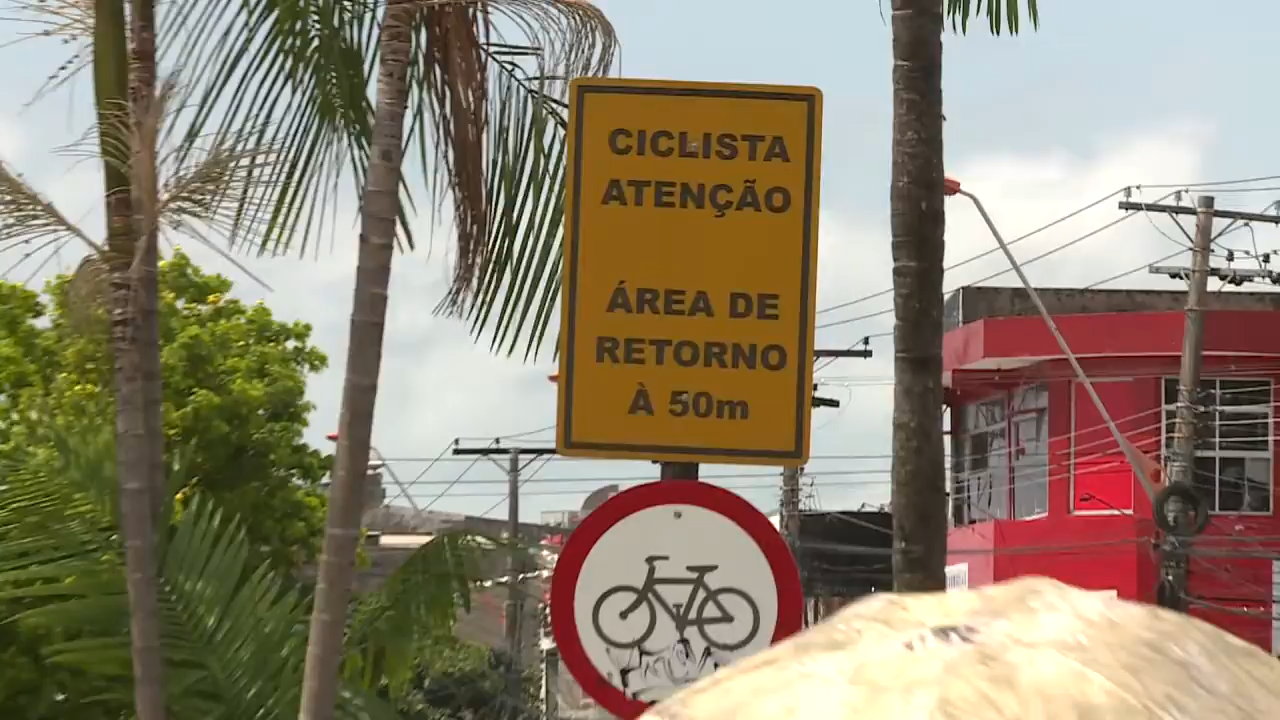 CICLISTA
ATENÇÃO
ÁREA DE
RETORNO
À 50m